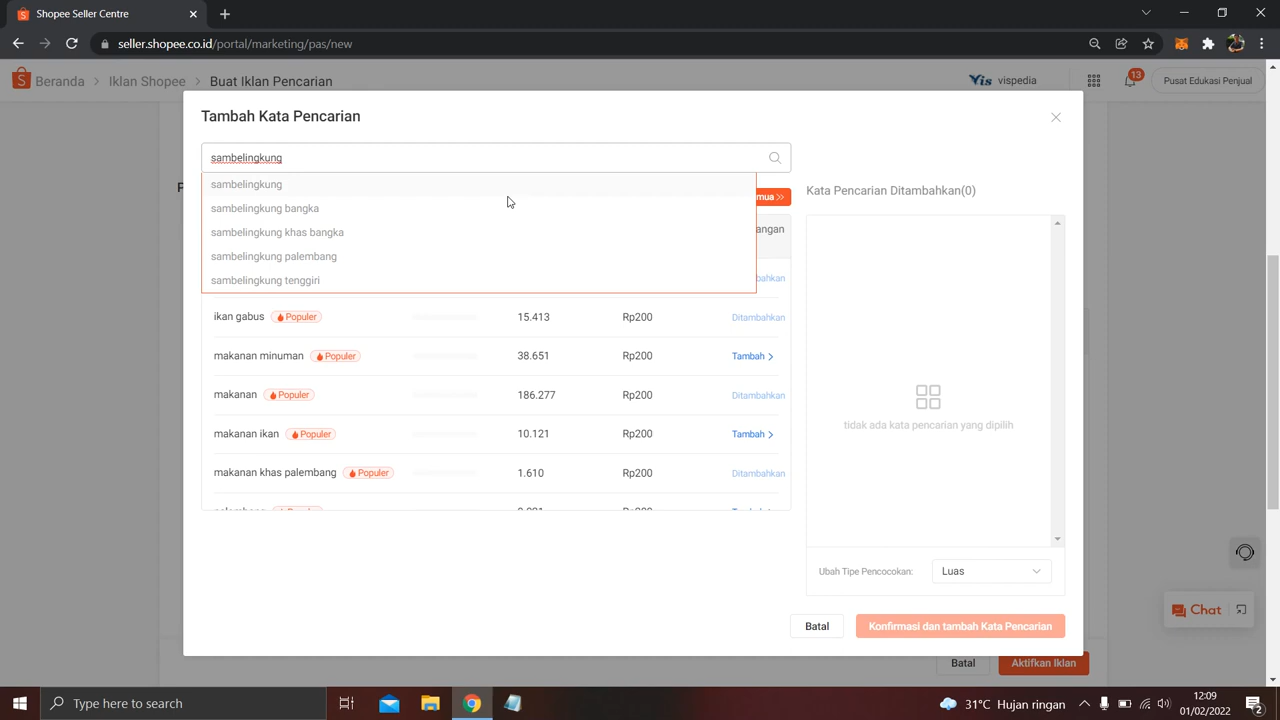 Shopee Seller Centre
seller.shopee.co.id/portal/marketing/pas/new
Beranda > Iklan Shopee > Buat Iklan Pencarian
Vis vispedia
13
Pusat Edukasi Penjual
Tambah Kata Pencarian
sambelingkung
sambelingkung
sambelingkung bangka
sambelingkung khas bangka
sambelingkung palembang
sambelingkung tenggiri
P
mua >>
angan
bahkan
ikan gabus Populer 15.413 Rp200 Ditambahkan
makanan minuman Populer 38.651 Rp200 Tambah >
makanan Populer 186.277 Rp200 Ditambahkan
makanan ikan Populer 10.121 Rp200 Tambah >
makanan khas palembang Populer 1.610 Rp200 Ditambahkan
Kata Pencarian Ditambahkan(0)
tidak ada kata pencarian yang dipilih
Ubah Tipe Pencocokan: Luas
Batal Konfirmasi dan tambah Kata Pencarian
Chat
Batal Aktifkan Iklan
Type here to search
31°C Hujan ringan
12:09
01/02/2022
2